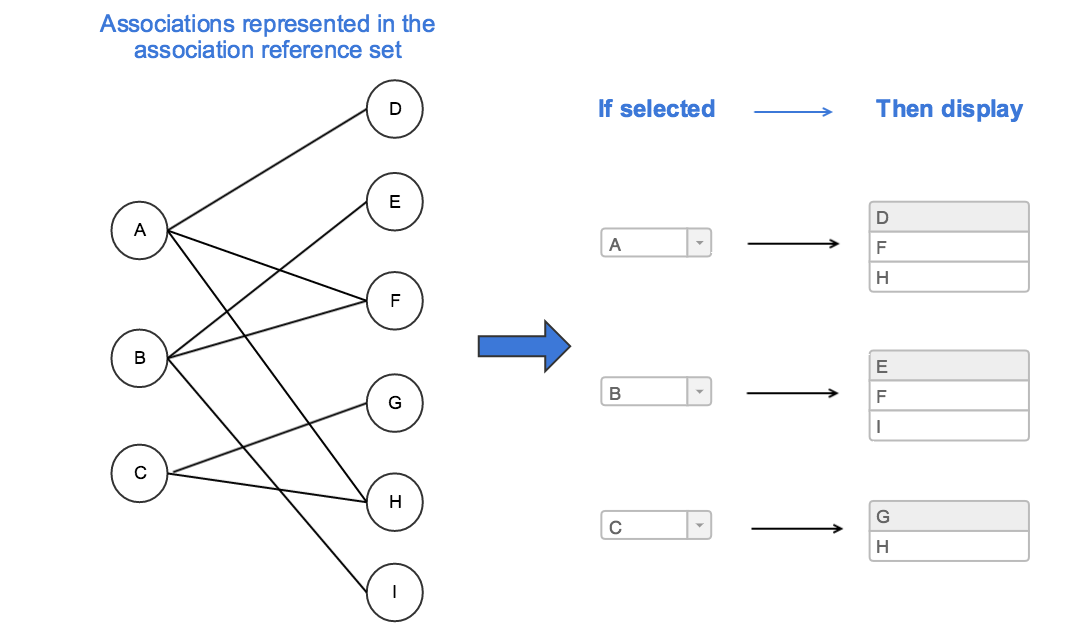 Associations represented in the
association reference set
D
E
A
F
B
G
C
H
I
If selected
Then display
A
D
F
H
B
E
F
I
C
G
H